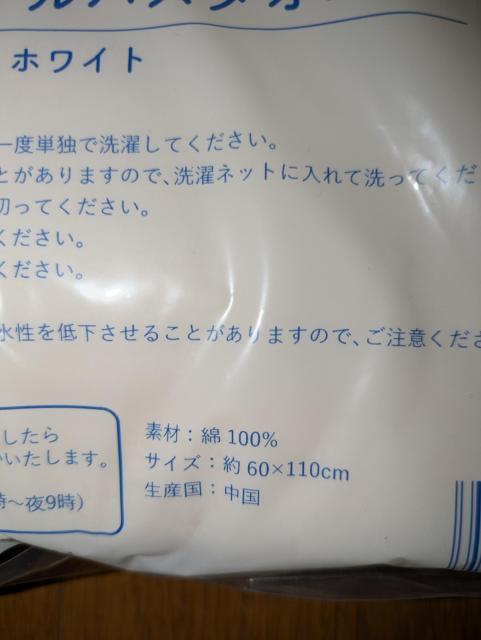 ホワイト
一度単独で洗濯してください。
とがありますので、洗濯ネットに入れて洗ってくだ
切ってください。
ください。
ください。
水性を低下させることがありますので、ご注意くださ
したら
いたします。
時〜夜9時)
素材：綿 100%
サイズ：約 60×110cm
生産国：中国